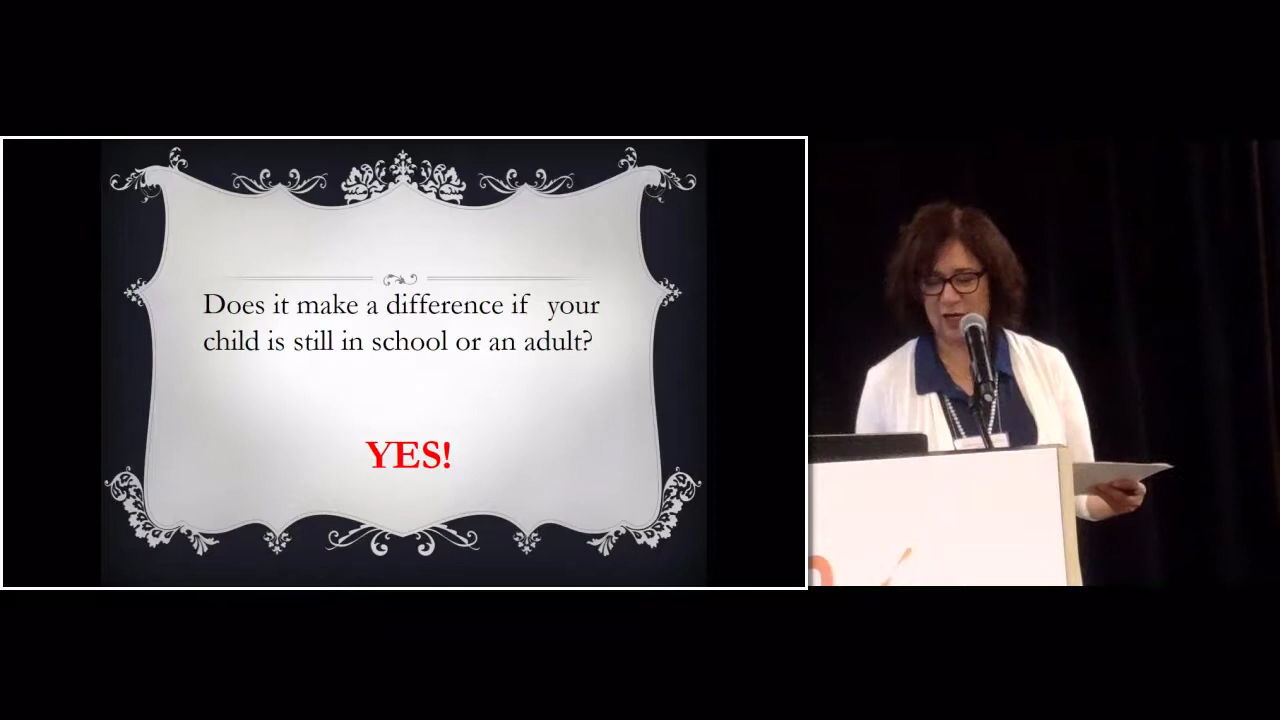 Does it make a difference if your
child is still in school or an adult?
YES!